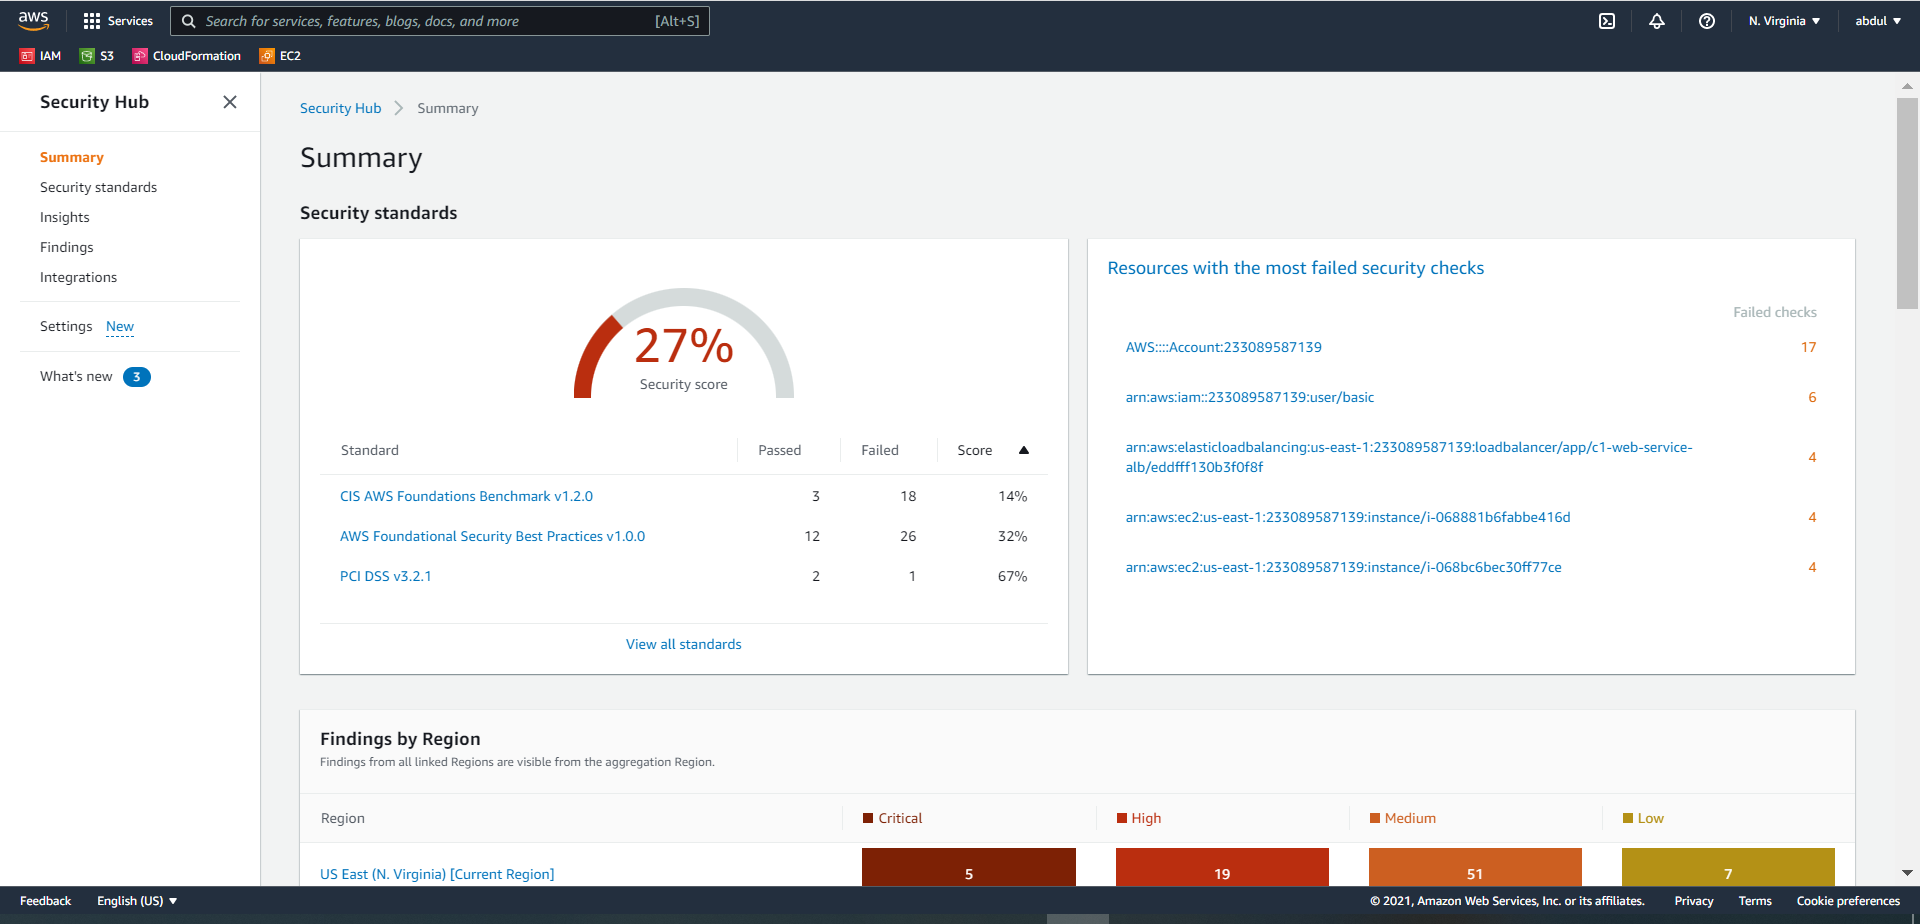 aws
Services
Search for services, features, blogs, docs, and more [Alt+S]
N. Virginia ▼
abdul ▼
IAM S3 CloudFormation EC2
Security Hub
Summary
Security standards
Insights
Findings
Integrations
Settings New
What's new 3
Security Hub > Summary
Summary
Security standards
27%
Security score
Standard Passed Failed Score ▲
CIS AWS Foundations Benchmark v1.2.0 3 18 14%
AWS Foundational Security Best Practices v1.0.0 12 26 32%
PCI DSS v3.2.1 2 1 67%
View all standards
Resources with the most failed security checks
Failed checks
AWS::::Account:233089587139 17
arn:aws:iam::233089587139:user/basic 6
arn:aws:elasticloadbalancing:us-east-1:233089587139:loadbalancer/app/c1-web-service-
alb/eddfff130b3f0f8f 4
arn:aws:ec2:us-east-1:233089587139:instance/i-068881b6fabbe416d 4
arn:aws:ec2:us-east-1:233089587139:instance/i-068bc6bec30ff77ce 4
Findings by Region
Findings from all linked Regions are visible from the aggregation Region.
Region Critical High Medium Low
US East (N. Virginia) [Current Region] 5 19 51 7
Feedback English (US) ▼
© 2021, Amazon Web Services, Inc. or its affiliates. Privacy Terms Cookie preferences